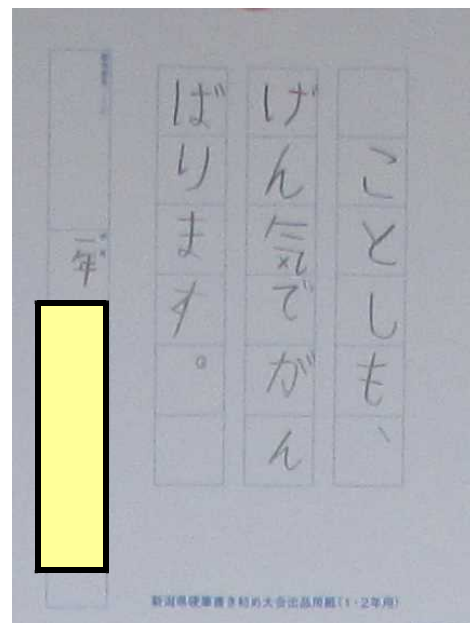 ことしも、
げん気でがん
ばります。
一年
新潟県硬筆書き初め大会出品用紙(1・2年用)